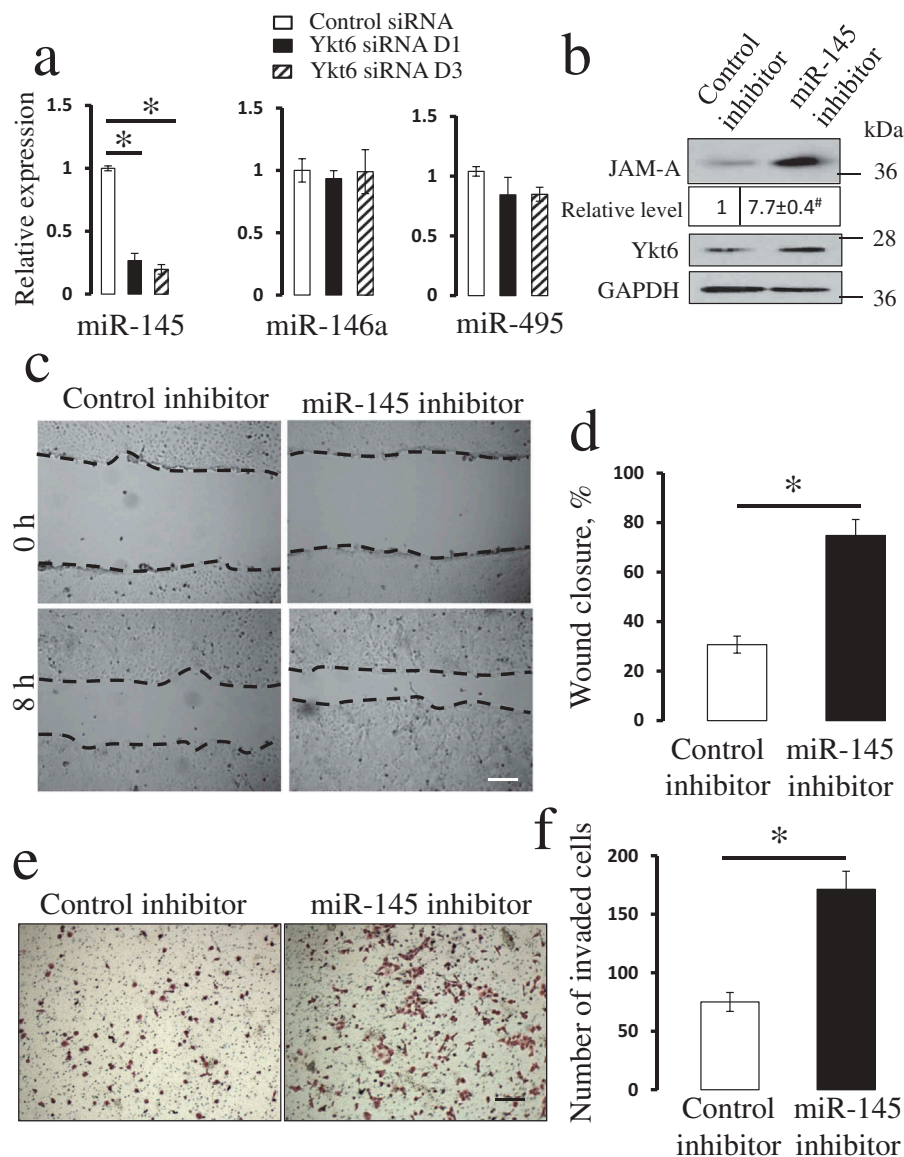 a
Control siRNA
Ykt6 siRNA D1
Ykt6 siRNA D3
Relative expression
1.5
1
0.5
0
* *
miR-145
1.5
1
0.5
0
miR-146a
1.5
1
0.5
0
miR-495
b
Control inhibitor
miR-145 inhibitor
kDa
JAM-A
36
Relative level 1 7.7±0.4#
Ykt6
28
GAPDH
36
c
Control inhibitor
miR-145 inhibitor
0 h
8 h
d
Wound closure, %
100
80
60
40
20
0
*
Control inhibitor
miR-145 inhibitor
e
Control inhibitor
miR-145 inhibitor
f
Number of invaded cells
200
150
100
50
0
*
Control inhibitor
miR-145 inhibitor